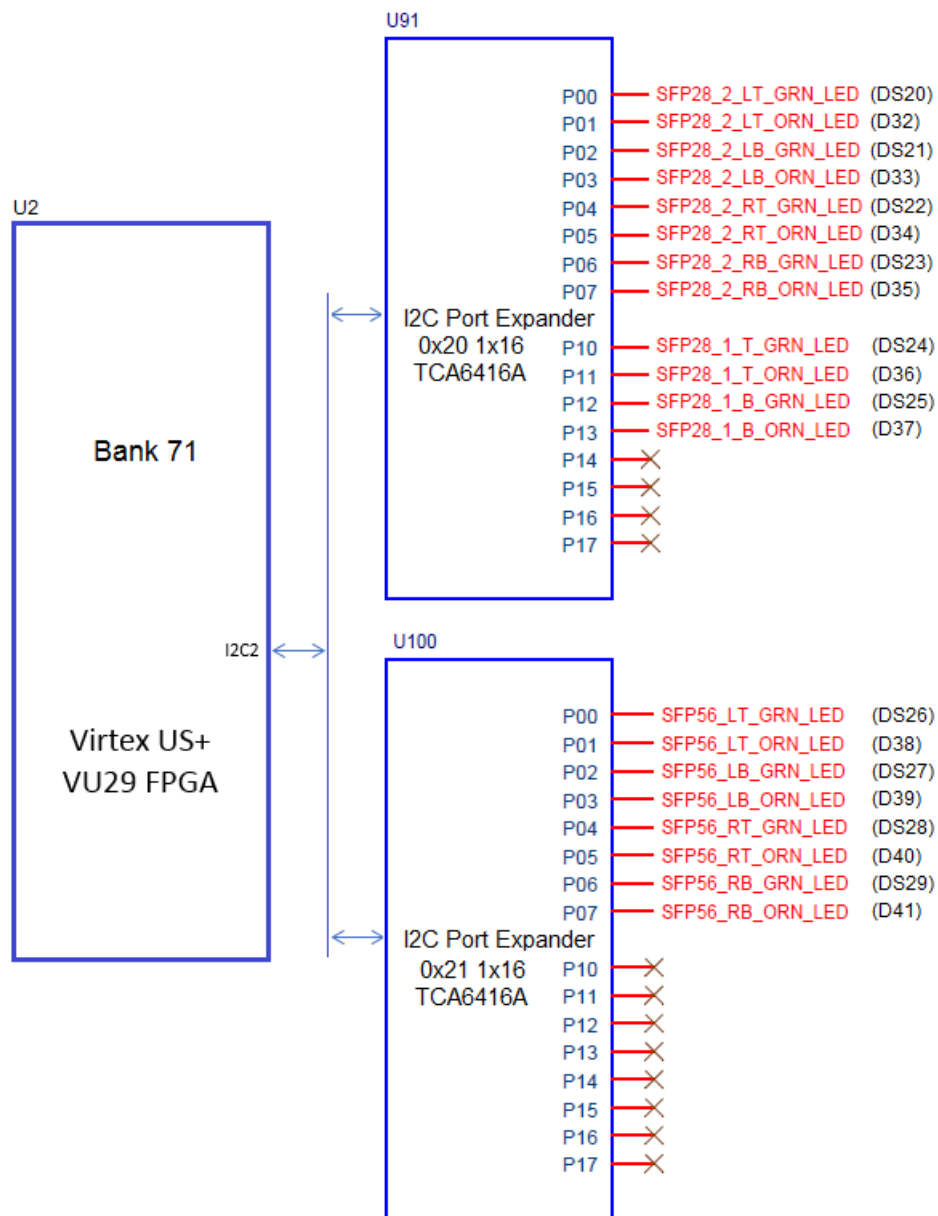 U91
P00 SFP28_2_LT_GRN_LED (DS20)
P01 SFP28_2_LT_ORN_LED (D32)
P02 SFP28_2_LB_GRN_LED (DS21)
P03 SFP28_2_LB_ORN_LED (D33)
P04 SFP28_2_RT_GRN_LED (DS22)
P05 SFP28_2_RT_ORN_LED (D34)
P06 SFP28_2_RB_GRN_LED (DS23)
P07 SFP28_2_RB_ORN_LED (D35)
I2C Port Expander
0x20 1x16
TCA6416A
P10 SFP28_1_T_GRN_LED (DS24)
P11 SFP28_1_T_ORN_LED (D36)
P12 SFP28_1_B_GRN_LED (DS25)
P13 SFP28_1_B_ORN_LED (D37)
P14
P15
P16
P17
U2
Bank 71
I2C2
Virtex US+
VU29 FPGA
U100
P00 SFP56_LT_GRN_LED (DS26)
P01 SFP56_LT_ORN_LED (D38)
P02 SFP56_LB_GRN_LED (DS27)
P03 SFP56_LB_ORN_LED (D39)
P04 SFP56_RT_GRN_LED (DS28)
P05 SFP56_RT_ORN_LED (D40)
P06 SFP56_RB_GRN_LED (DS29)
P07 SFP56_RB_ORN_LED (D41)
I2C Port Expander
0x21 1x16
TCA6416A
P10
P11
P12
P13
P14
P15
P16
P17